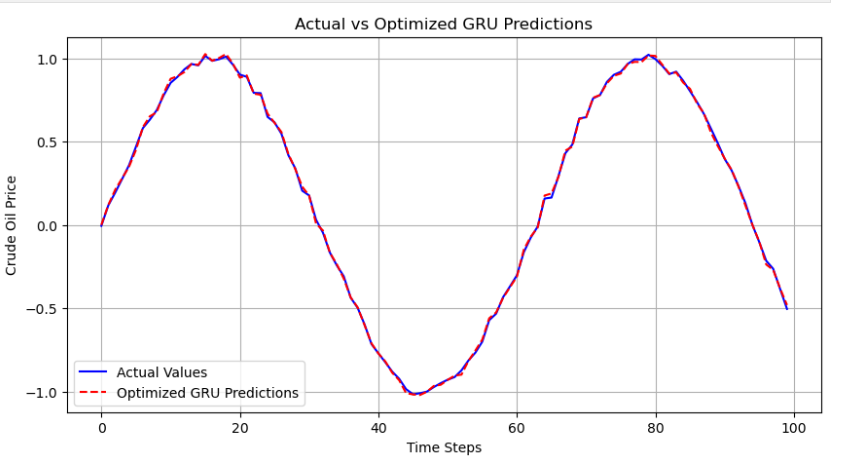 Actual vs Optimized GRU Predictions
1.0
0.5
0.0
−0.5
−1.0
Crude Oil Price
Actual Values
Optimized GRU Predictions
0 20 40 60 80 100
Time Steps